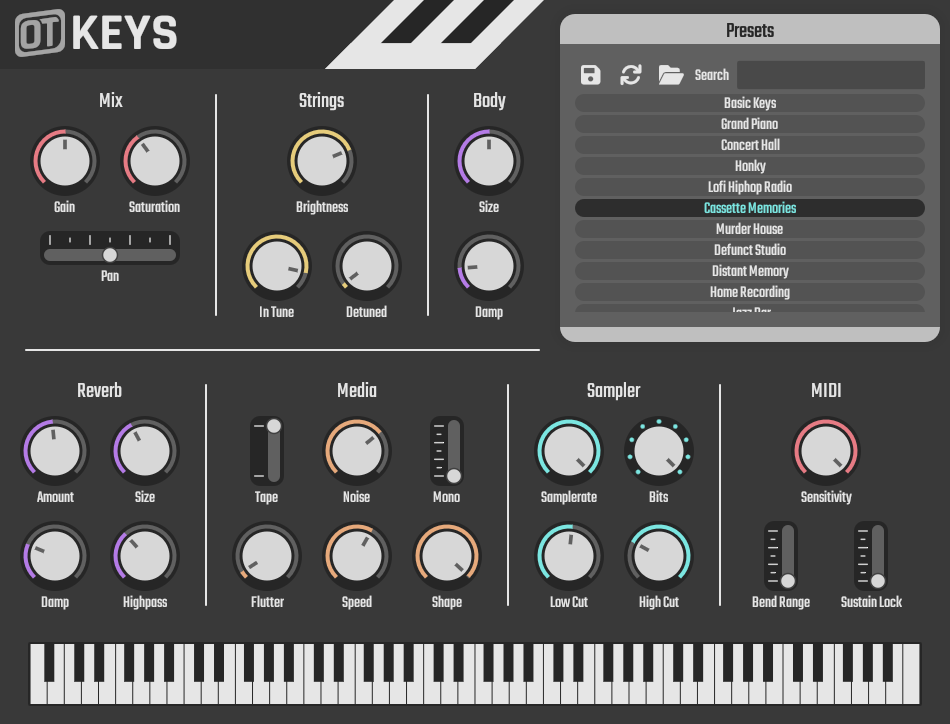 OT KEYS
Presets
Search
Basic Keys
Grand Piano
Concert Hall
Honky
Lofi Hiphop Radio
Cassette Memories
Murder House
Defunct Studio
Distant Memory
Home Recording
Jazz Bar
Mix
Strings
Body
Gain
Saturation
Brightness
Size
Pan
In Tune
Detuned
Damp
Reverb
Media
Sampler
MIDI
Amount
Size
Tape
Noise
Mono
Samplerate
Bits
Sensitivity
Damp
Highpass
Flutter
Speed
Shape
Low Cut
High Cut
Bend Range
Sustain Lock